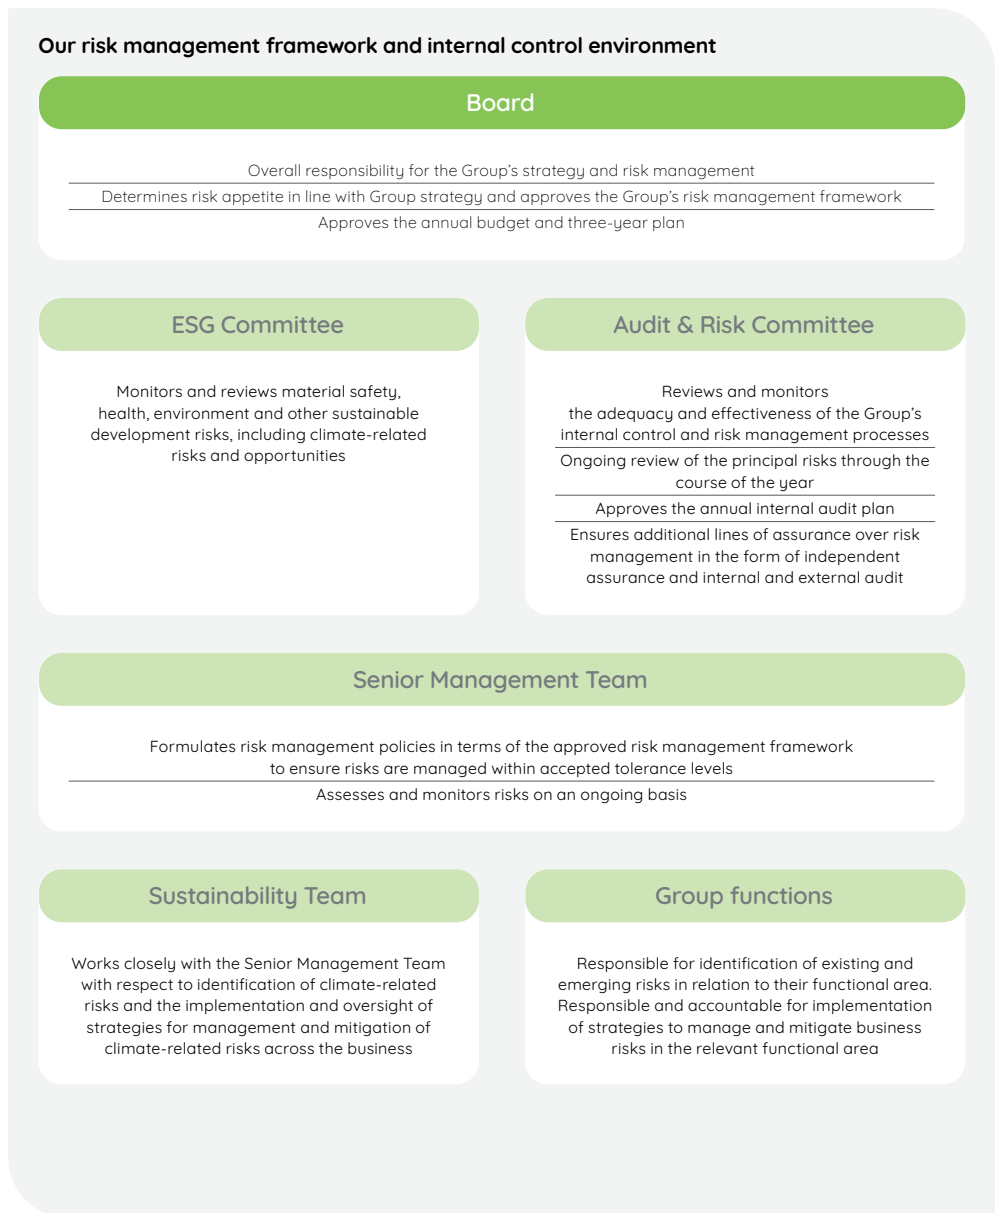 Our risk management framework and internal control environment
Board
Overall responsibility for the Group's strategy and risk management
Determines risk appetite in line with Group strategy and approves the Group's risk management framework
Approves the annual budget and three-year plan
ESG Committee
Monitors and reviews material safety,
health, environment and other sustainable
development risks, including climate-related
risks and opportunities
Audit & Risk Committee
Reviews and monitors
the adequacy and effectiveness of the Group's
internal control and risk management processes
Ongoing review of the principal risks through the
course of the year
Approves the annual internal audit plan
Ensures additional lines of assurance over risk
management in the form of independent
assurance and internal and external audit
Senior Management Team
Formulates risk management policies in terms of the approved risk management framework
to ensure risks are managed within accepted tolerance levels
Assesses and monitors risks on an ongoing basis
Sustainability Team
Works closely with the Senior Management Team
with respect to identification of climate-related
risks and the implementation and oversight of
strategies for management and mitigation of
climate-related risks across the business
Group functions
Responsible for identification of existing and
emerging risks in relation to their functional area.
Responsible and accountable for implementation
of strategies to manage and mitigate business
risks in the relevant functional area